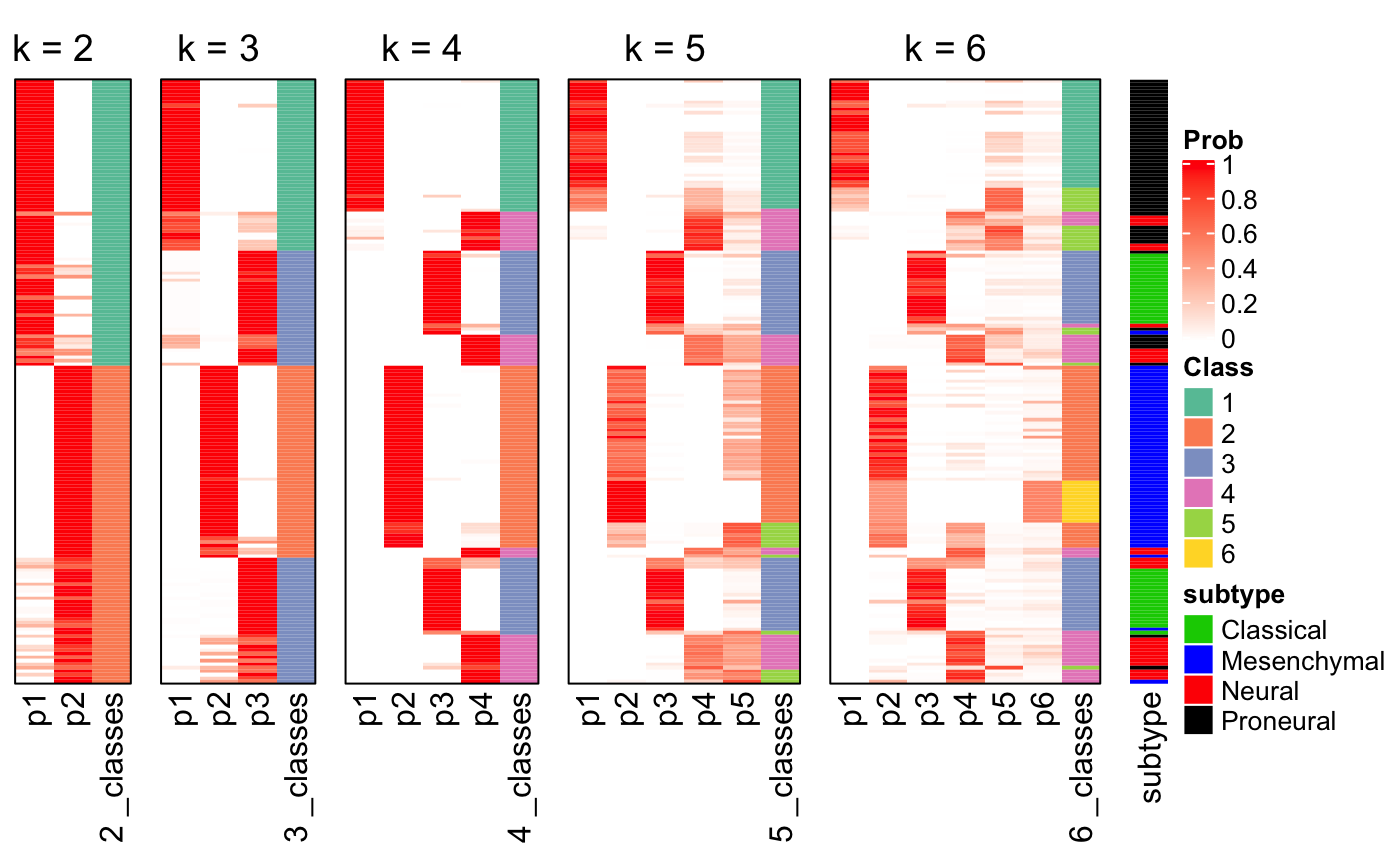 k = 2
k = 3
k = 4
k = 5
k = 6
p1
p2
2_classes
p1
p2
p3
3_classes
p1
p2
p3
p4
4_classes
p1
p2
p3
p4
p5
5_classes
p1
p2
p3
p4
p5
p6
6_classes
subtype
Prob
1
0.8
0.6
0.4
0.2
0
Class
1
2
3
4
5
6
subtype
Classical
Mesenchymal
Neural
Proneural